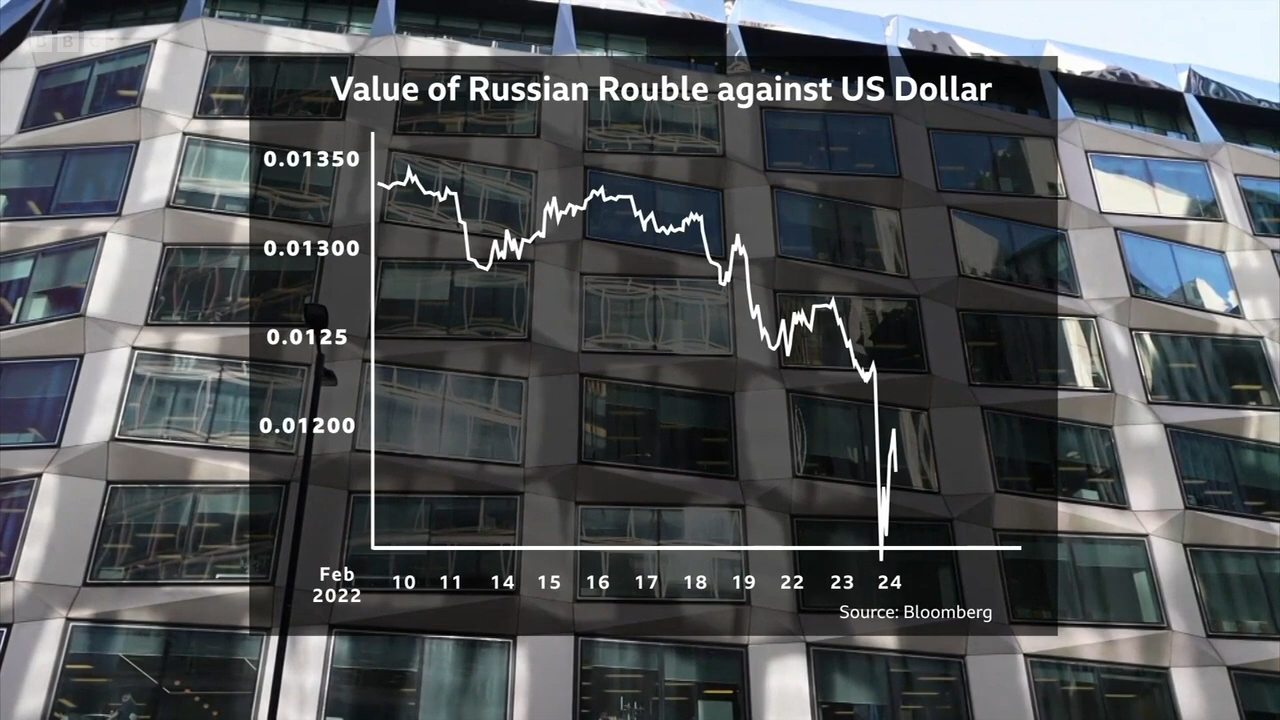 BBC
Value of Russian Rouble against US Dollar
0.01350
0.01300
0.0125
0.01200
Feb
2022
10 11 14 15 16 17 18 19 22 23 24
Source: Bloomberg